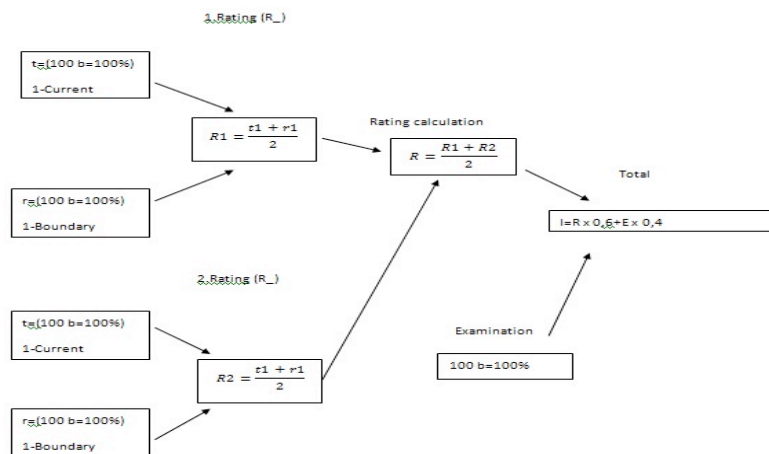 1.Rating (R_)
t=(100 b=100%)
1-Current
R1 = t1 + r1 / 2
r=(100 b=100%)
1-Boundary
Rating calculation
R = R1 + R2 / 2
Total
I=R x 0,6+E x 0,4
2.Rating (R_)
t=(100 b=100%)
1-Current
R2 = t1 + r1 / 2
r=(100 b=100%)
1-Boundary
Examination
100 b=100%